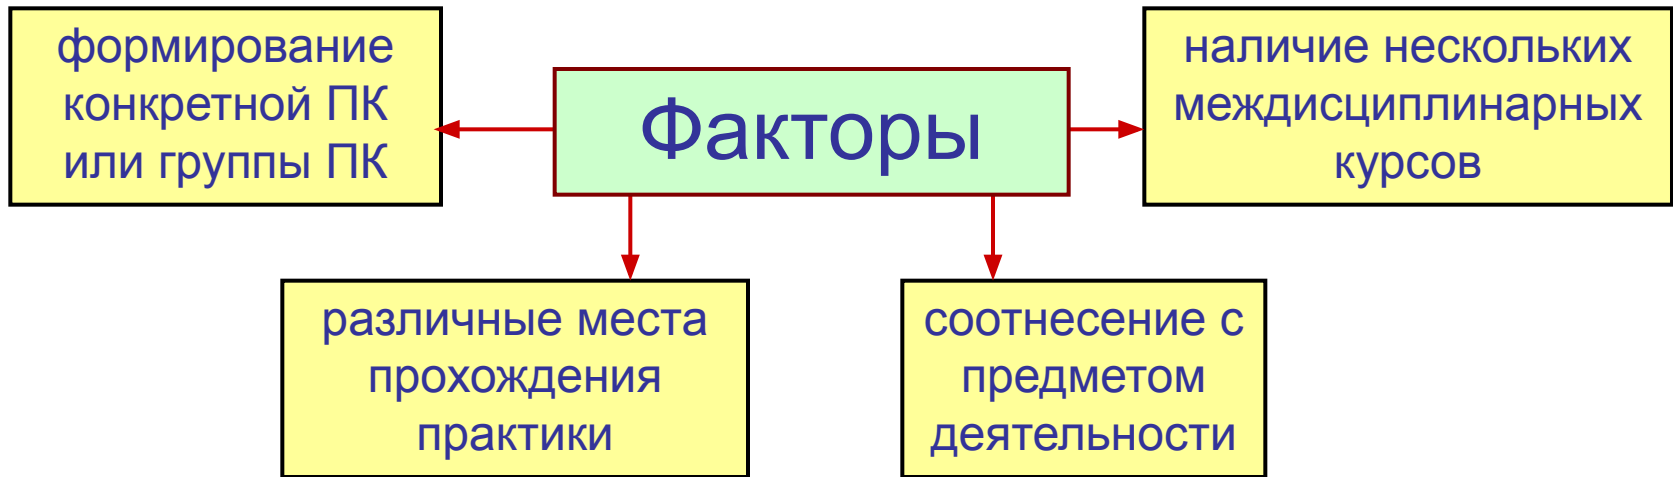 формирование
конкретной ПК
или группы ПК
Факторы
наличие нескольких
междисциплинарных
курсов
различные места
прохождения
практики
соотнесение с
предметом
деятельности